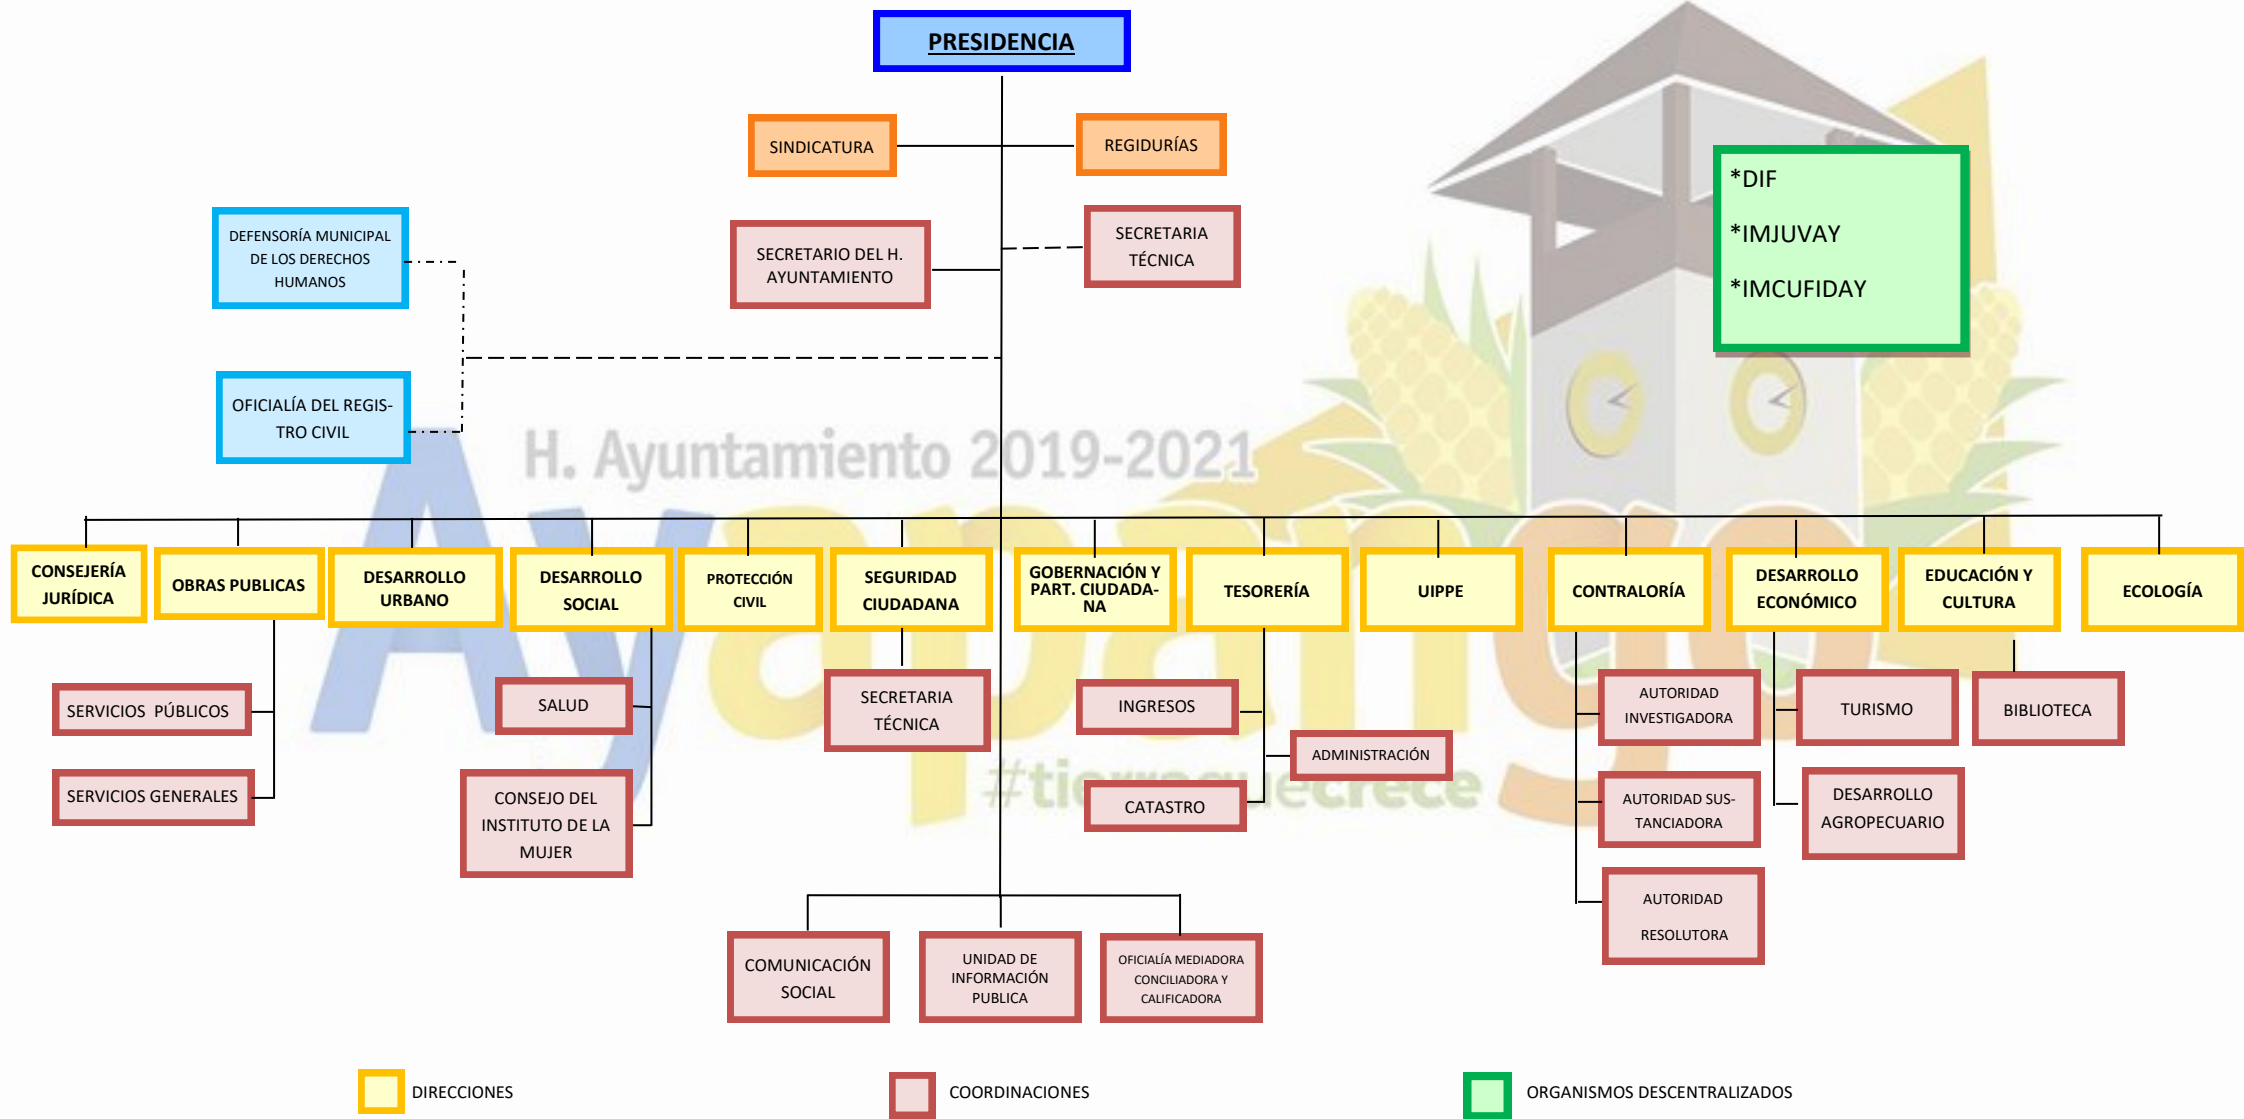 PRESIDENCIA
SINDICATURA
REGIDURÍAS
*DIF
*IMJUVAY
*IMCUFIDAY
DEFENSORÍA MUNICIPAL
DE LOS DERECHOS
HUMANOS
SECRETARIO DEL H.
AYUNTAMIENTO
SECRETARIA
TÉCNICA
OFICIALÍA DEL REGIS-
TRO CIVIL
H. Ayuntamiento 2019-2021
Ayapango
#tierraquecrece
CONSEJERÍA
JURÍDICA
OBRAS PUBLICAS
DESARROLLO
URBANO
DESARROLLO
SOCIAL
PROTECCIÓN
CIVIL
SEGURIDAD
CIUDADANA
GOBERNACIÓN Y
PART. CIUDADA-
NA
TESORERÍA
UIPPE
CONTRALORÍA
DESARROLLO
ECONÓMICO
EDUCACIÓN Y
CULTURA
ECOLOGÍA
SERVICIOS PÚBLICOS
SERVICIOS GENERALES
SALUD
CONSEJO DEL
INSTITUTO DE LA
MUJER
SECRETARIA
TÉCNICA
INGRESOS
ADMINISTRACIÓN
CATASTRO
AUTORIDAD
INVESTIGADORA
AUTORIDAD SUS-
TANCIADORA
AUTORIDAD
RESOLUTORA
TURISMO
DESARROLLO
AGROPECUARIO
BIBLIOTECA
COMUNICACIÓN
SOCIAL
UNIDAD DE
INFORMACIÓN
PUBLICA
OFICIALÍA MEDIADORA
CONCILIADORA Y
CALIFICADORA
DIRECCIONES
COORDINACIONES
ORGANISMOS DESCENTRALIZADOS